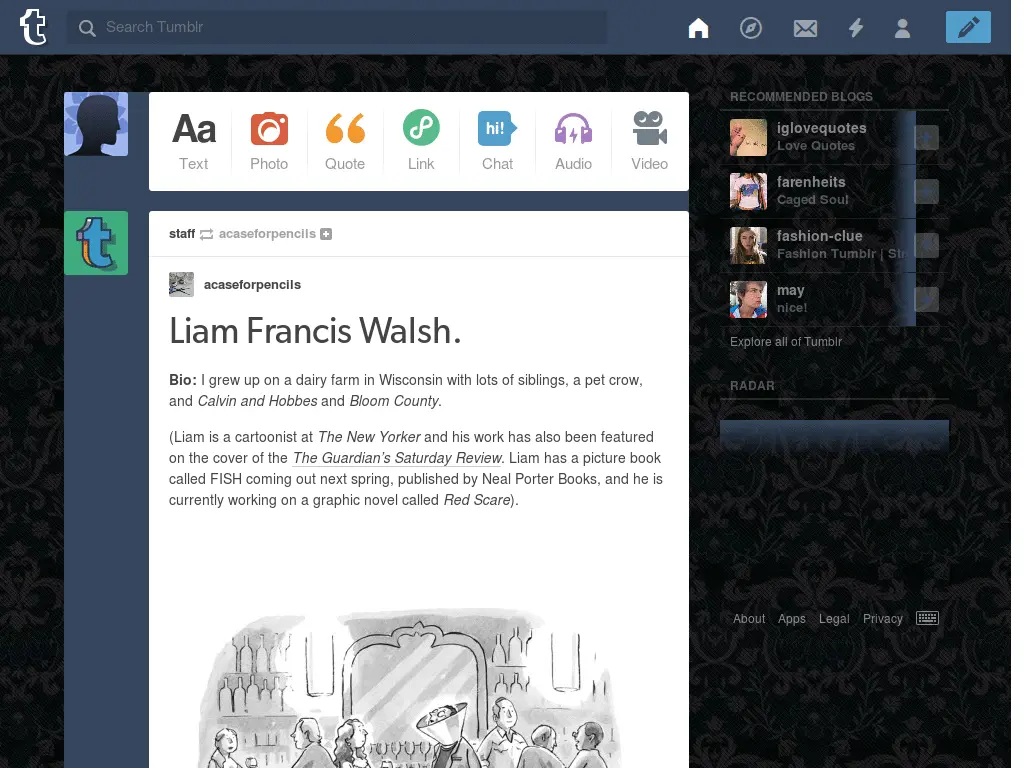 Search Tumblr
Aa
hi!
Text
Photo
Quote
Link
Chat
Audio
Video
staff acaseforpencils
acaseforpencils
Liam Francis Walsh.
Bio: I grew up on a dairy farm in Wisconsin with lots of siblings, a pet crow,
and Calvin and Hobbes and Bloom County.
(Liam is a cartoonist at The New Yorker and his work has also been featured
on the cover of the The Guardian’s Saturday Review. Liam has a picture book
called FISH coming out next spring, published by Neal Porter Books, and he is
currently working on a graphic novel called Red Scare).
RECOMMENDED BLOGS
iglovequotes
Love Quotes
farenheits
Caged Soul
fashion-clue
Fashion Tumblr |
may
nice!
Explore all of Tumblr
RADAR
About Apps Legal Privacy